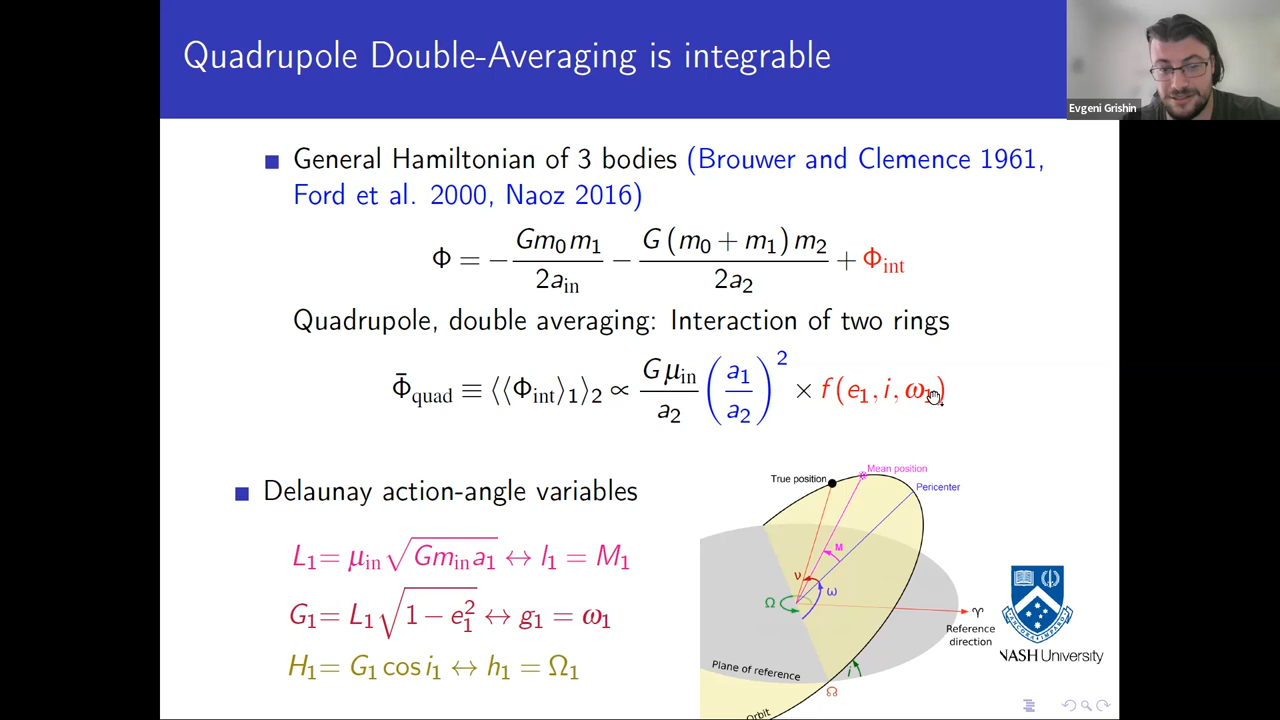 Quadrupole Double-Averaging is integrable
Evgeni Grishin
General Hamiltonian of 3 bodies (Brouwer and Clemence 1961,
Ford et al. 2000, Naoz 2016)
Φ = − Gm₀m₁ / 2a_in − G(m₀ + m₁)m₂ / 2a₂ + Φ_int
Quadrupole, double averaging: Interaction of two rings
Φ̄_quad ≡ ⟨⟨Φ_int⟩₁⟩₂ ∝ Gμ_in / a₂ (a₁ / a₂)² × f(e₁, i, ω₁)
Delaunay action-angle variables
L₁= μ_in √(Gm_in a₁) ↔ l₁ = M₁
G₁= L₁ √(1 − e₁²) ↔ g₁ = ω₁
H₁= G₁ cos i₁ ↔ h₁ = Ω₁
Mean position
True position
Pericenter
M
ν
ω
Ω
♈
Reference
direction
Plane of reference
i
☊
Orbit
ANCORA IMPARO
NASH University